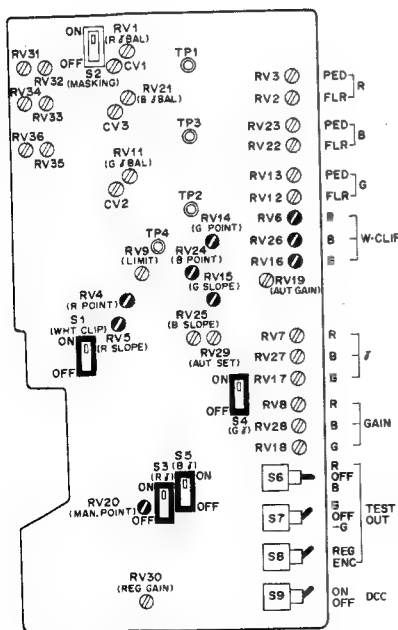 ON
OFF
S2
(MASKING)
RV1
(R γ BAL)
CV1
RV31
RV32
RV34
RV33
RV21
(B γ BAL)
CV3
RV36
RV35
RV11
(G γ BAL)
CV2
TP1
TP3
TP2
RV14
(G POINT)
TP4
RV9
(LIMIT)
RV24
(B POINT)
RV15
(G SLOPE)
RV4
(R POINT)
S1
(WHT CLIP)
ON
OFF
RV5
(R SLOPE)
RV25
(B SLOPE)
RV29
(AUT SET)
ON
OFF
S4
(G γ)
S5
(B γ)
ON
OFF
S3
(R γ)
ON
OFF
RV20
(MAN. POINT)
RV30
(REG GAIN)
RV3 PED
RV2 FLR
R
RV23 PED
RV22 FLR
B
RV13 PED
RV12 FLR
G
RV6
RV26 B
RV16
W-CLIP
RV19
(AUT GAIN)
RV7 R
RV27 B
RV17 G
γ
RV8 R
RV28 B
RV18 G
GAIN
S6 R
OFF
B
S7
OFF
-G
S8 REG
ENC
TEST
OUT
S9 ON
OFF
DCC